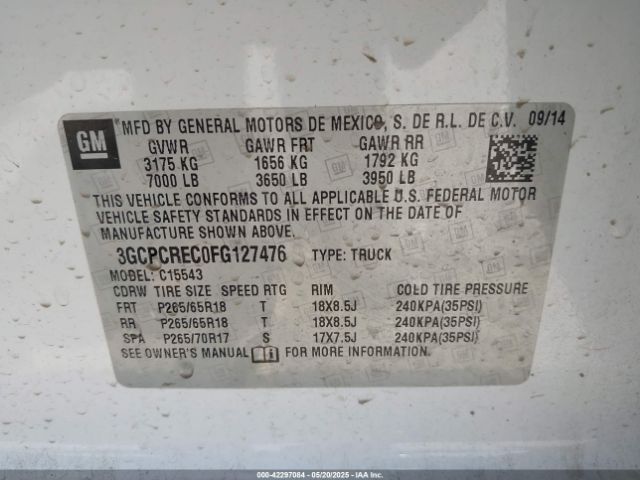 GM
MFD BY GENERAL MOTORS DE MEXICO, S. DE R.L. DE C.V. 09/14
GVWR GAWR FRT GAWR RR
3175 KG 1656 KG 1792 KG
7000 LB 3650 LB 3950 LB
THIS VEHICLE CONFORMS TO ALL APPLICABLE U.S. FEDERAL MOTOR
VEHICLE SAFETY STANDARDS IN EFFECT ON THE DATE OF
MANUFACTURE SHOWN ABOVE.
3GCPCREC0FG127476 TYPE: TRUCK
MODEL: C15543
CDRW TIRE SIZE SPEED RTG RIM COLD TIRE PRESSURE
FRT P265/65R18 T 18X8.5J 240KPA(35PSI)
RR P265/65R18 T 18X8.5J 240KPA(35PSI)
SPA P265/70R17 S 17X7.5J 240KPA(35PSI)
SEE OWNER'S MANUAL FOR MORE INFORMATION.
000-42297084 - 05/20/2025 - IAAI.COM